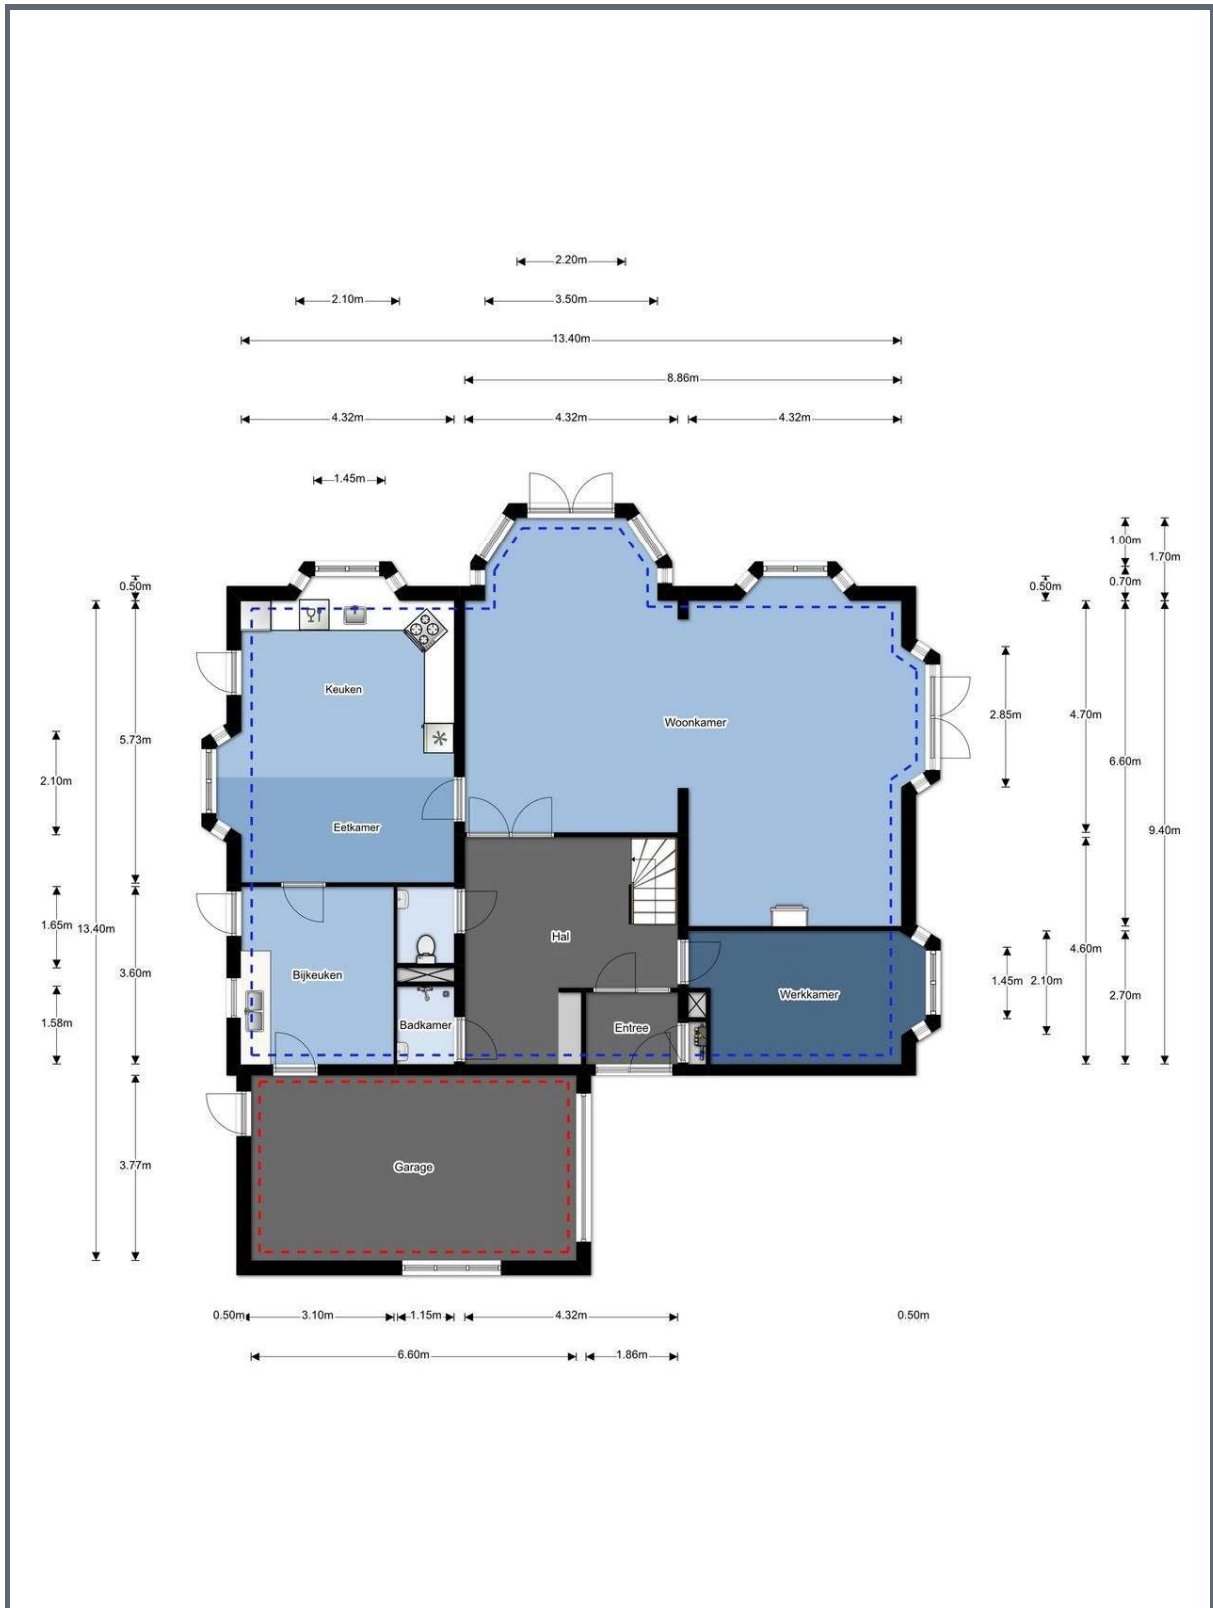 2.20m
2.10m
3.50m
13.40m
8.86m
4.32m
4.32m
4.32m
1.45m
1.00m
1.70m
0.50m
0.50m
0.70m
Keuken
2.85m
4.70m
Woonkamer
5.73m
6.60m
2.10m
Eetkamer
9.40m
1.65m
13.40m
Hal
4.60m
3.60m
Bijkeuken
1.45m
2.10m
Werkkamer
2.70m
1.58m
Badkamer
Entree
3.77m
Garage
0.50m
3.10m
1.15m
4.32m
0.50m
6.60m
1.86m